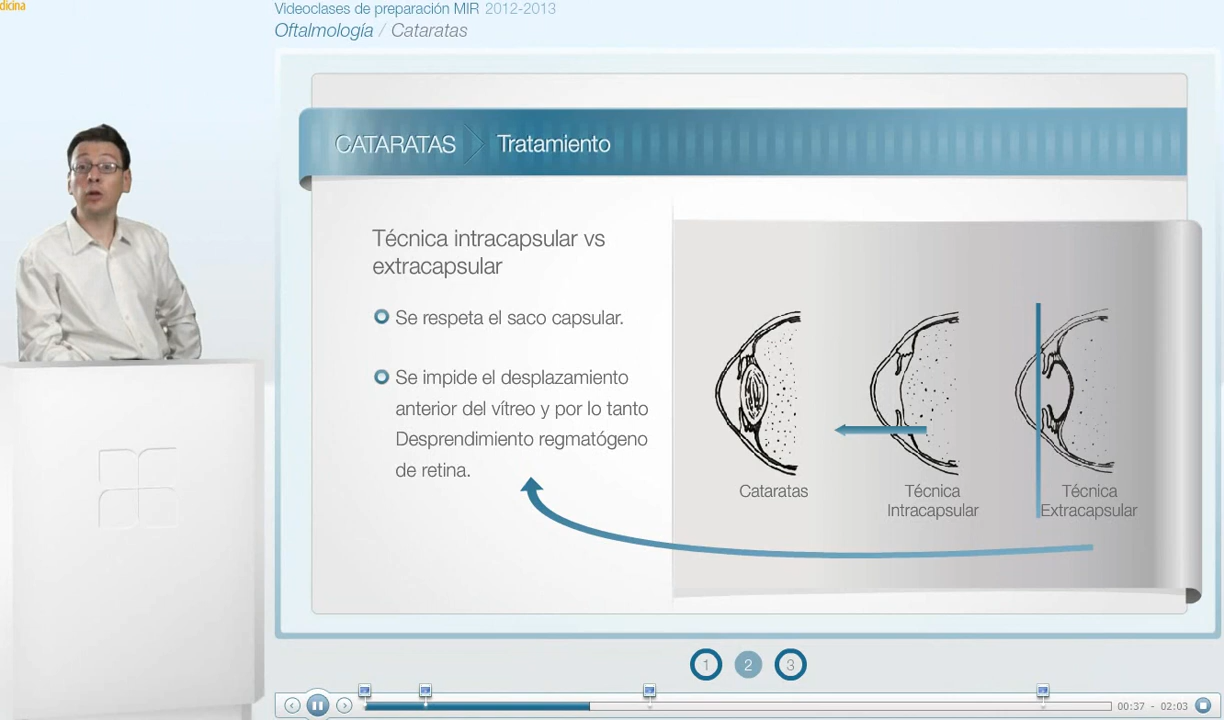 dicina
Videoclases de preparación MIR 2012-2013
Oftalmología / Cataratas
CATARATAS Tratamiento
Técnica intracapsular vs
extracapsular
Se respeta el saco capsular.
Se impide el desplazamiento
anterior del vítreo y por lo tanto
Desprendimiento regmatógeno
de retina.
Cataratas
Técnica
Intracapsular
Técnica
Extracapsular
1 2 3
00:37 - 02:03